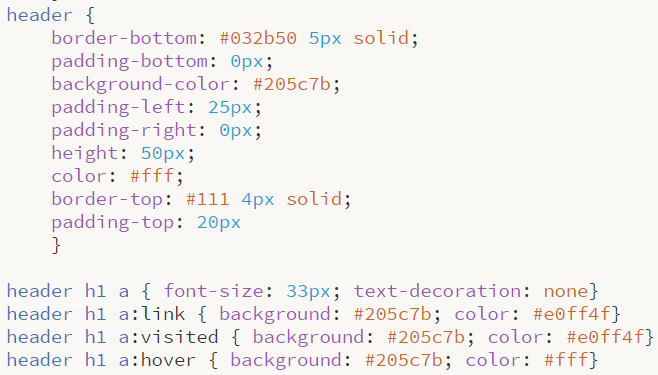 header {
    border-bottom: #032b50 5px solid;
    padding-bottom: 0px;
    background-color: #205c7b;
    padding-left: 25px;
    padding-right: 0px;
    height: 50px;
    color: #fff;
    border-top: #111 4px solid;
    padding-top: 20px
    }

header h1 a { font-size: 33px; text-decoration: none}
header h1 a:link { background: #205c7b; color: #e0ff4f}
header h1 a:visited { background: #205c7b; color: #e0ff4f}
header h1 a:hover { background: #205c7b; color: #fff}